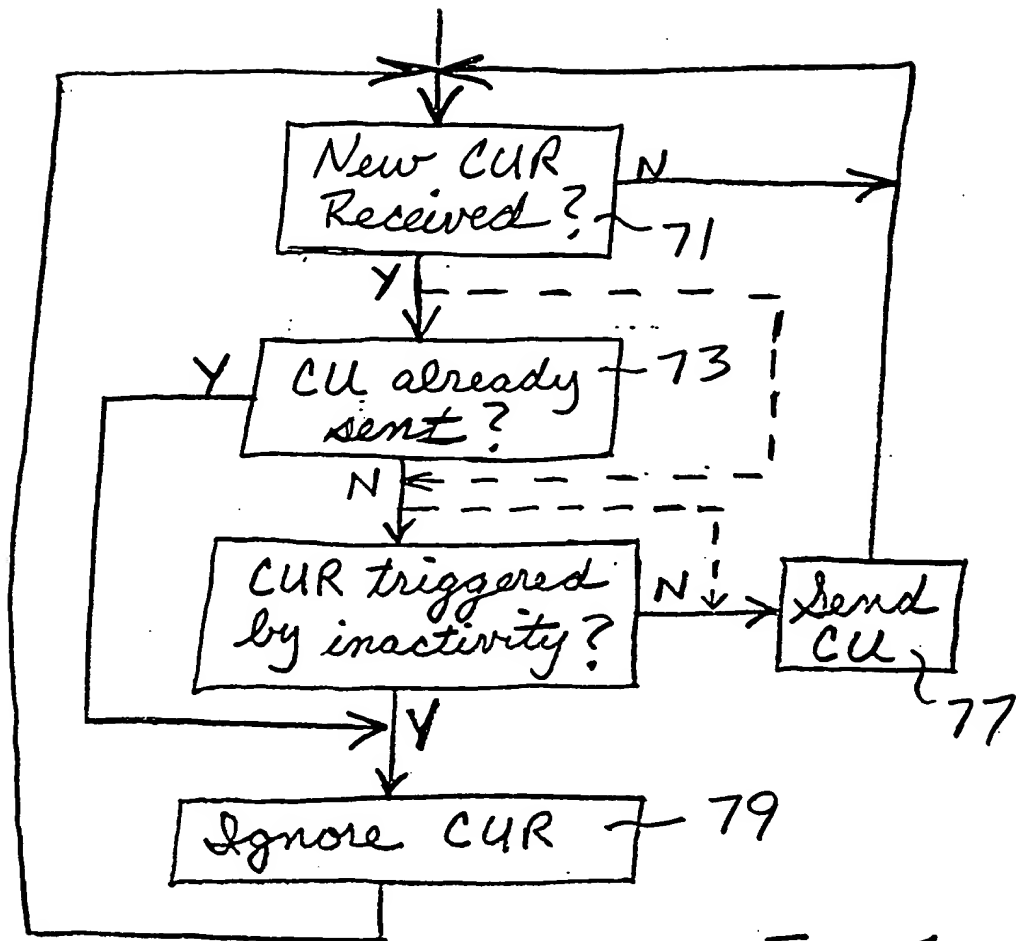 New CUR
Received?
N
71
Y
Y
CU already
sent?
73
N
CUR triggered
by inactivity?
N
Send
CU
77
Y
Ignore CUR
79